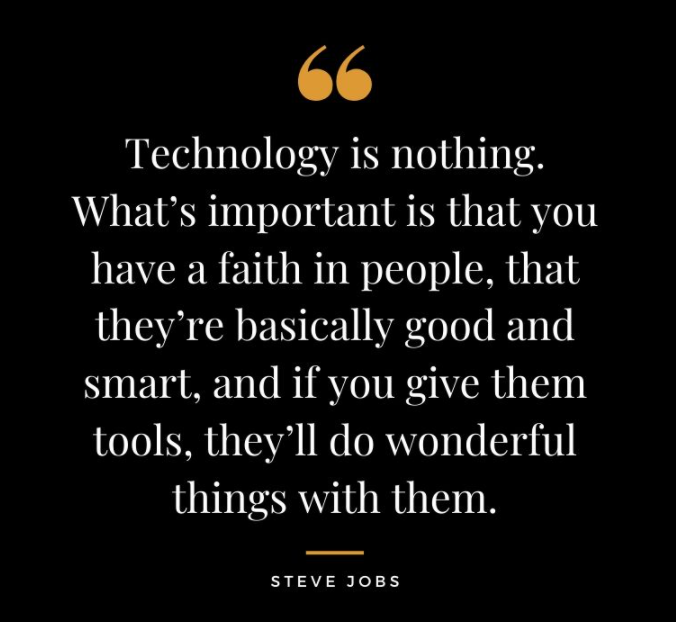 “
Technology is nothing.
What’s important is that you
have a faith in people, that
they’re basically good and
smart, and if you give them
tools, they’ll do wonderful
things with them.
STEVE JOBS